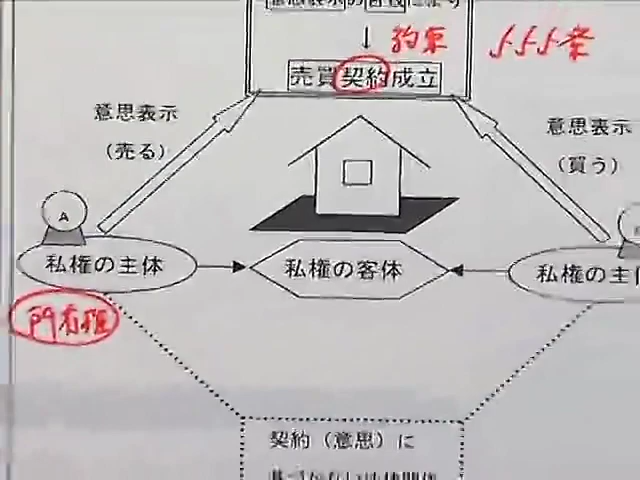 意思表示の合致により
↓ 約束
売買契約成立
意思表示
(売る)
意思表示
(買う)
A
私権の主体
私権の客体
私権の主体
所有権
契約(意思)に